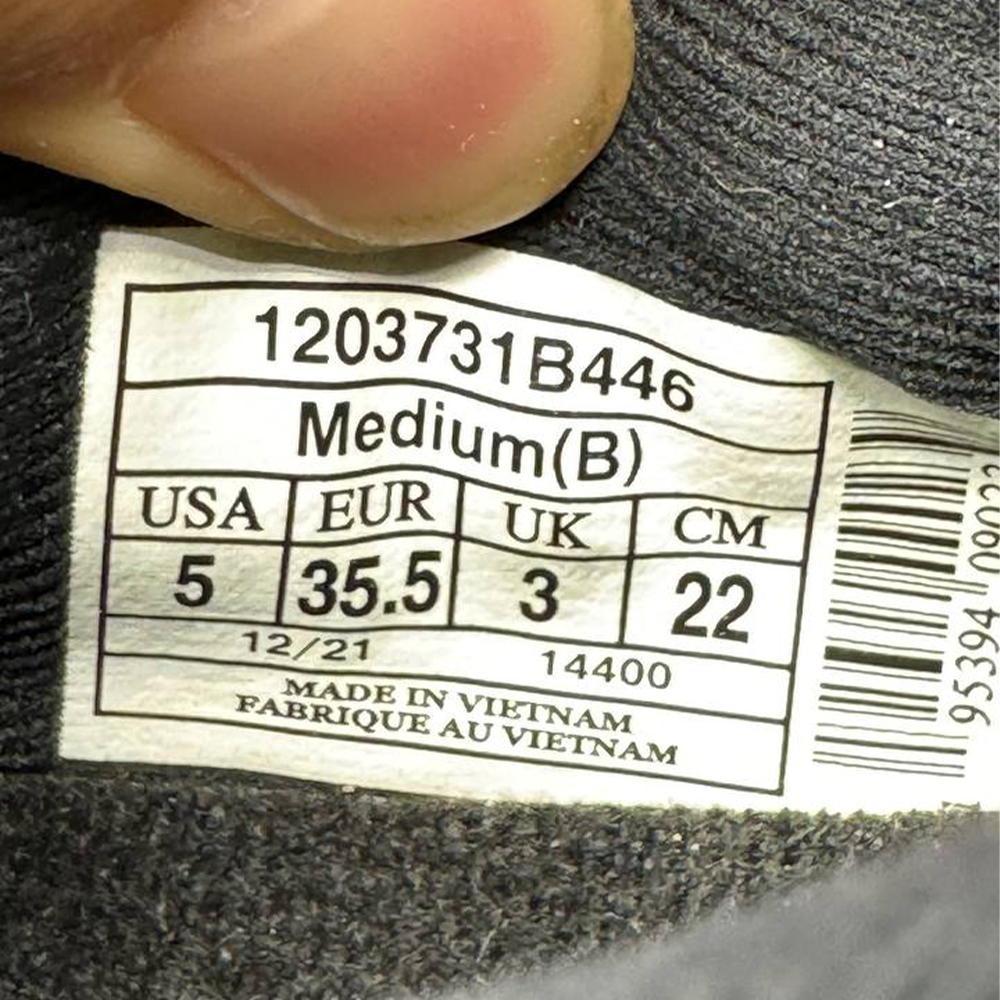 1203731B446
Medium(B)
USA EUR UK CM
5 35.5 3 22
12/21 14400
MADE IN VIETNAM
FABRIQUE AU VIETNAM
95394